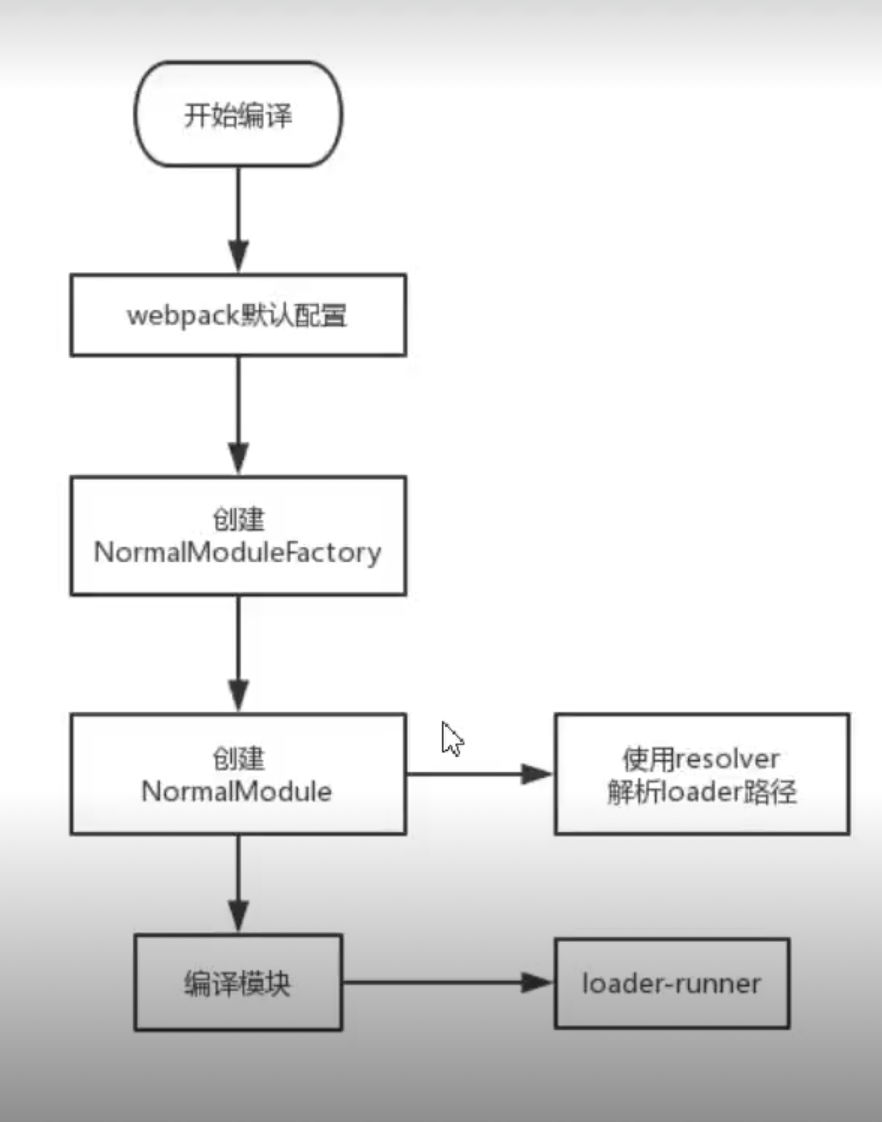 开始编译
webpack默认配置
创建
NormalModuleFactory
创建
NormalModule
使用resolver
解析loader路径
编译模块
loader-runner